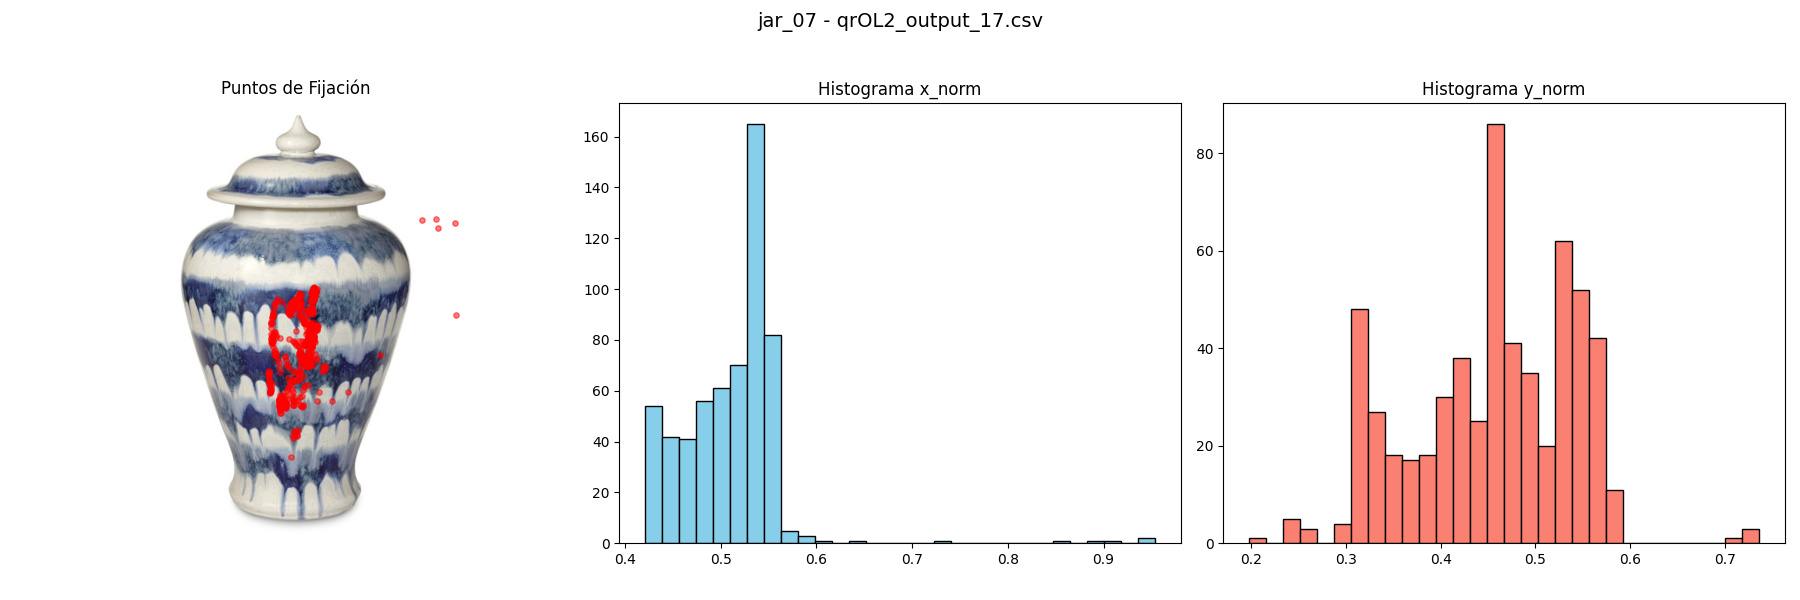 jar_07 - qrOL2_output_17.csv
Puntos de Fijación
Histograma x_norm
160
140
120
100
80
60
40
20
0
0.4 0.5 0.6 0.7 0.8 0.9
Histograma y_norm
80
60
40
20
0
0.2 0.3 0.4 0.5 0.6 0.7